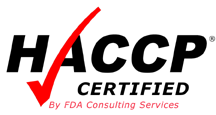 HACCP®
CERTIFIED
By FDA Consulting Services